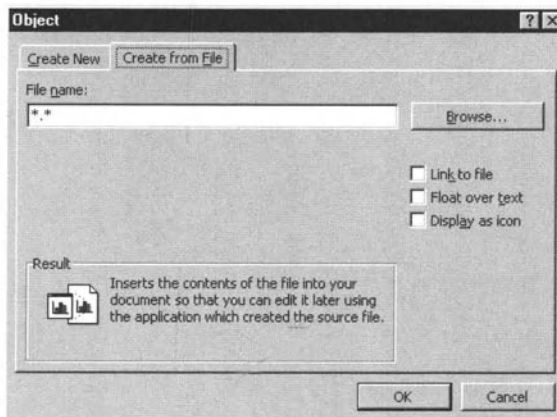 Object
Create New
Create from File
File name:
*.*
Browse...
Link to file
Float over text
Display as icon
Result
Inserts the contents of the file into your
document so that you can edit it later using
the application which created the source file.
OK
Cancel